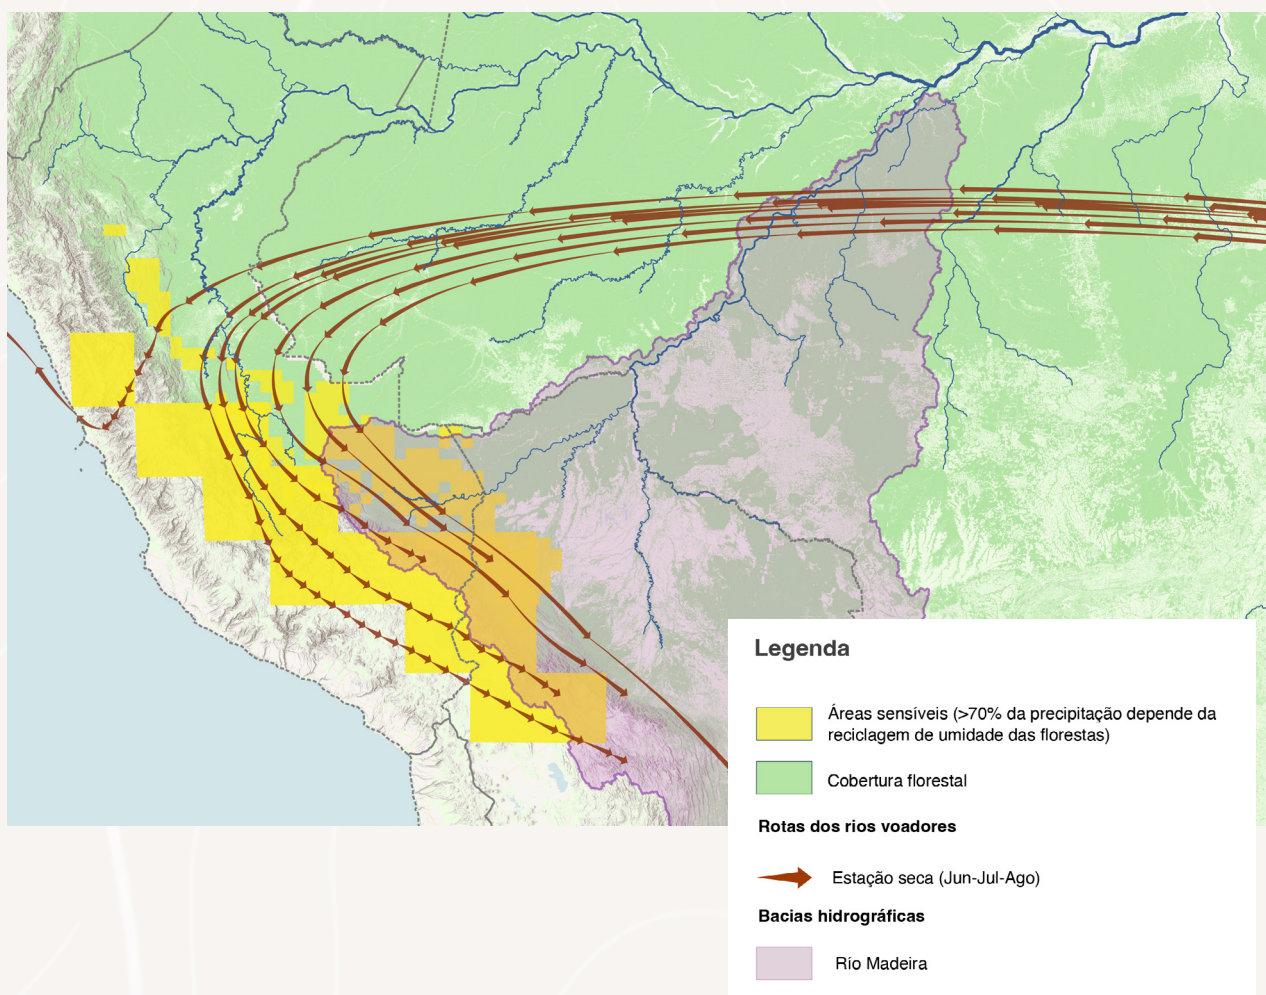 Legenda
Áreas sensíveis (>70% da precipitação depende da
reciclagem de umidade das florestas)
Cobertura florestal
Rotas dos rios voadores
Estação seca (Jun-Jul-Ago)
Bacias hidrográficas
Río Madeira